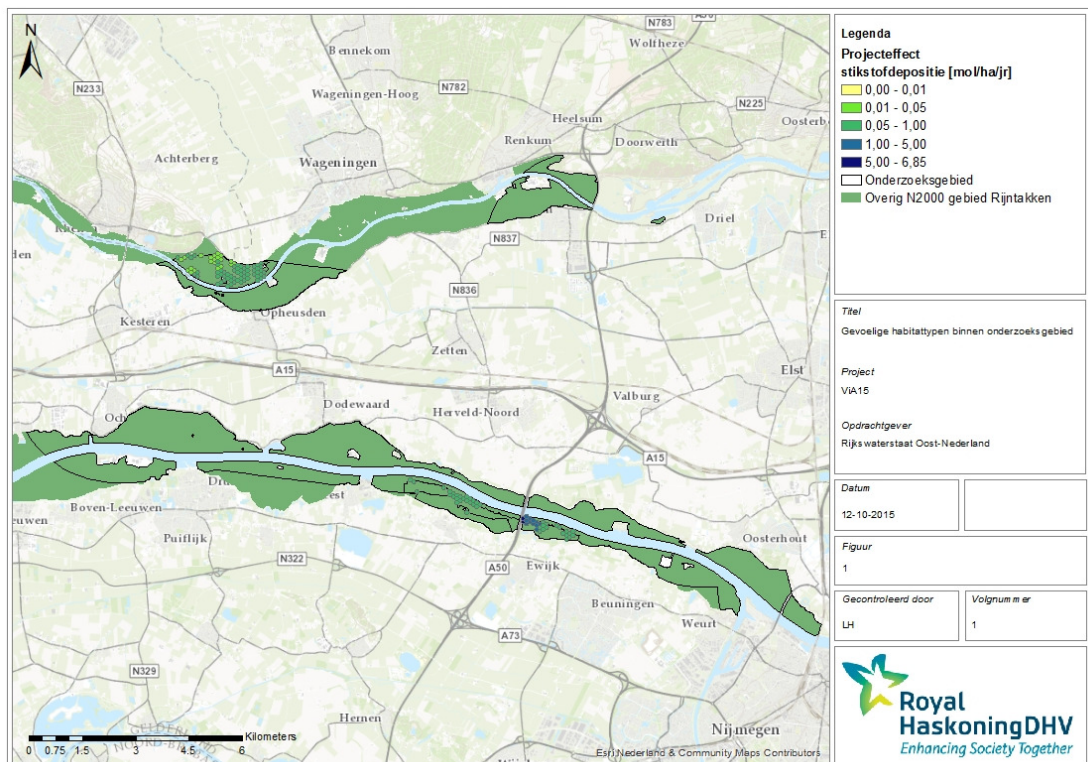 N
N783
Wolfheze
Bennekom
N233
N782
Wageningen-Hoog
N225
Heelsum
Renkum
Doorwerth
Achterberg
Wageningen
Driel
N837
N836
Kesteren
Opheusden
Zetten
A15
Elst
Valburg
Dodewaard
Herveld-Noord
A15
Boven-Leeuwen
Puiflijk
Oosterhout
N322
A50
Ewijk
Beuningen
Weurt
A73
N329
Hernen
Nijmegen
Kilometers
0 0.75 1.5 3 4.5 6
Esri Nederland & Community Maps Contributors
Legenda
Projecteffect
stikstofdepositie [mol/ha/jr]
0,00 - 0,01
0,01 - 0,05
0,05 - 1,00
1,00 - 5,00
5,00 - 6,85
Onderzoeksgebied
Overig N2000 gebied Rijntakken
Titel
Gevoelige habitattypen binnen onderzoeksgebied
Project
ViA15
Opdrachtgever
Rijkswaterstaat Oost-Nederland
Datum
12-10-2015
Figuur
1
Gecontroleerd door
LH
Volgnummer
1
Royal
HaskoningDHV
Enhancing Society Together